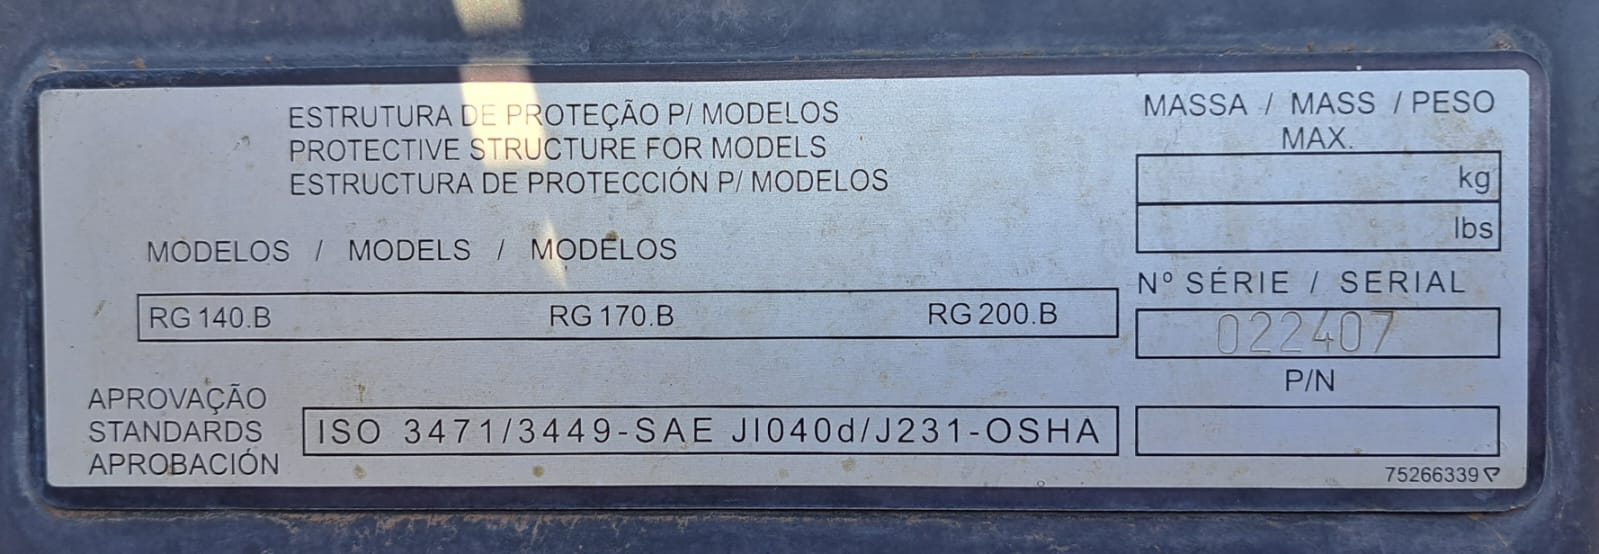 ESTRUTURA DE PROTEÇÃO P/ MODELOS
PROTECTIVE STRUCTURE FOR MODELS
ESTRUCTURA DE PROTECCIÓN P/ MODELOS
MODELOS / MODELS / MODELOS
RG 140.B RG 170.B RG 200.B
APROVAÇÃO
STANDARDS
APROBACIÓN
ISO 3471/3449-SAE JI040d/J231-OSHA
MASSA / MASS / PESO
MAX.
kg
lbs
Nº SÉRIE / SERIAL
022407
P/N
75266339